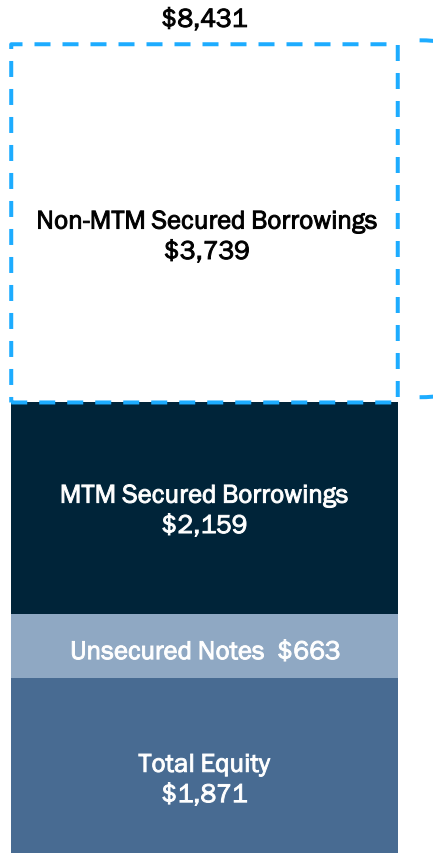 $8,431
Non-MTM Secured Borrowings
$3,739
MTM Secured Borrowings
$2,159
Unsecured Notes $663
Total Equity
$1,871